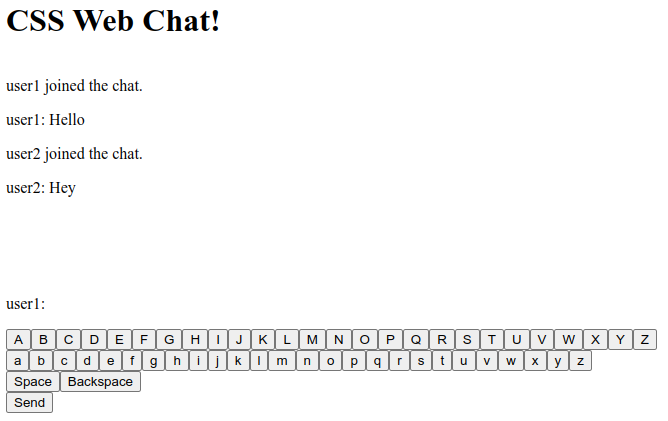 CSS Web Chat!
user1 joined the chat.
user1: Hello
user2 joined the chat.
user2: Hey
user1:
A B C D E F G H I J K L M N O P Q R S T U V W X Y Z
a b c d e f g h i j k l m n o p q r s t u v w x y z
Space Backspace
Send